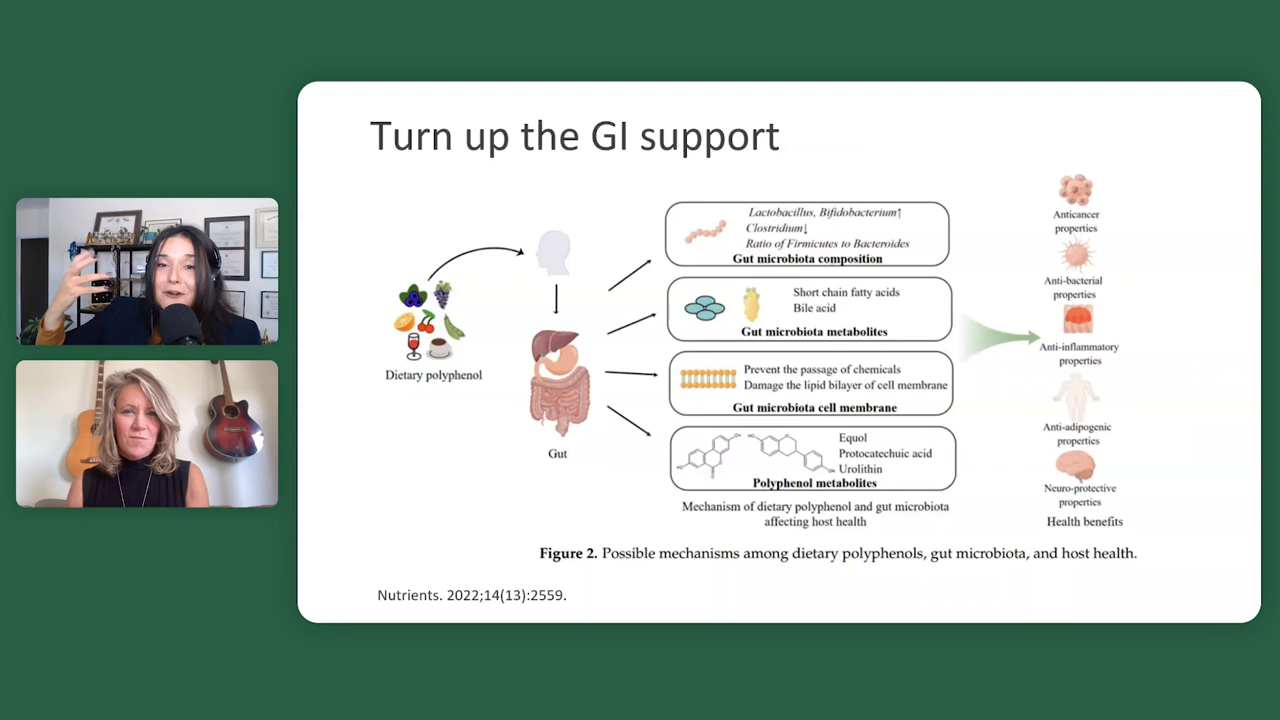 Turn up the GI support
Dietary polyphenol
Gut
Lactobacillus, Bifidobacterium↑
Clostridium↓
Ratio of Firmicutes to Bacteroides
Gut microbiota composition
Short chain fatty acids
Bile acid
Gut microbiota metabolites
Prevent the passage of chemicals
Damage the lipid bilayer of cell membrane
Gut microbiota cell membrane
Equol
Protocatechuic acid
Urolithin
Polyphenol metabolites
Mechanism of dietary polyphenol and gut microbiota
affecting host health
Anticancer
properties
Anti-bacterial
properties
Anti-inflammatory
properties
Anti-adipogenic
properties
Neuro-protective
properties
Health benefits
Figure 2. Possible mechanisms among dietary polyphenols, gut microbiota, and host health.
Nutrients. 2022;14(13):2559.